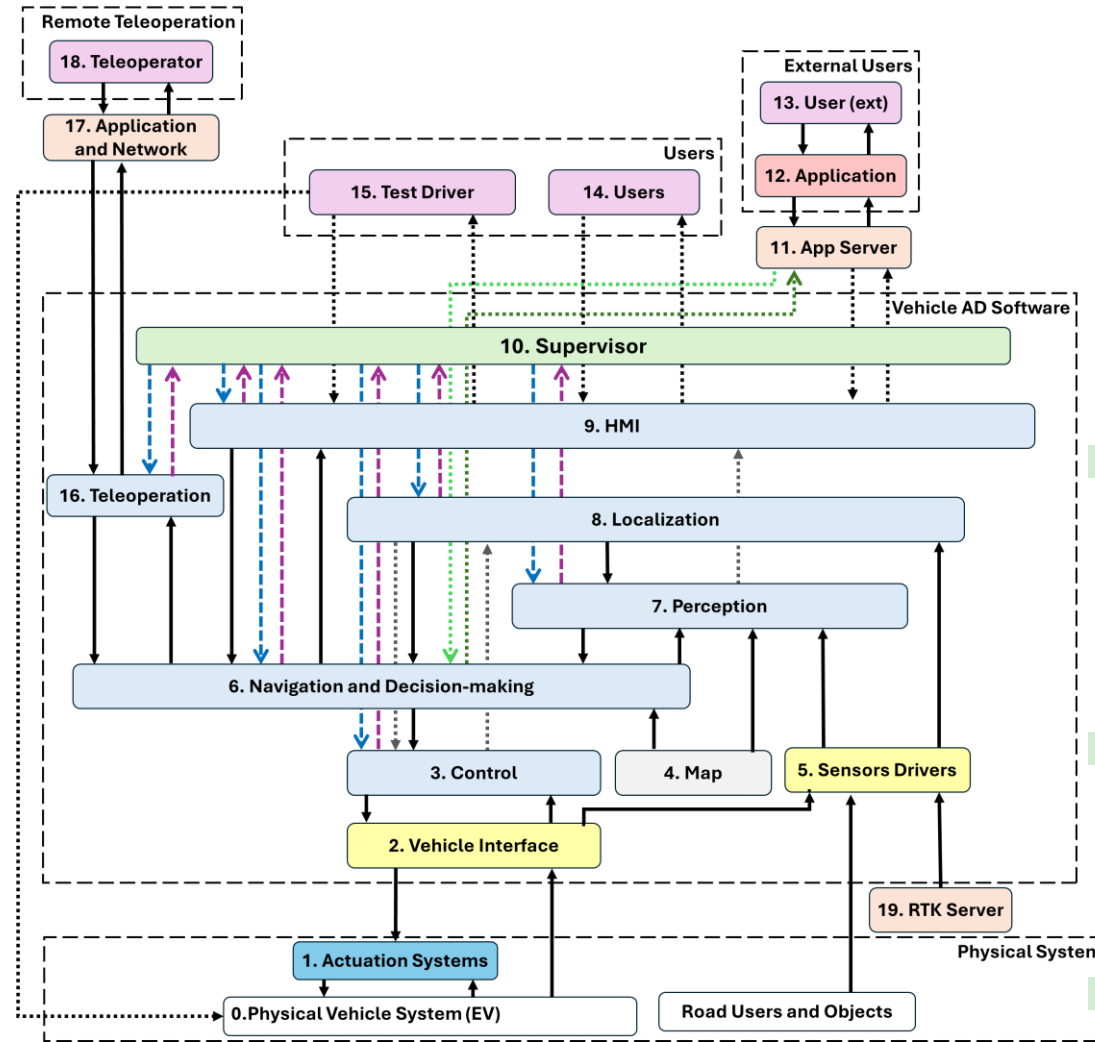 Remote Teleoperation
18. Teleoperator
17. Application
and Network
External Users
13. User (ext)
12. Application
11. App Server
Users
15. Test Driver
14. Users
Vehicle AD Software
10. Supervisor
9. HMI
16. Teleoperation
8. Localization
7. Perception
6. Navigation and Decision-making
3. Control
4. Map
5. Sensors Drivers
2. Vehicle Interface
19. RTK Server
Physical System
1. Actuation Systems
0.Physical Vehicle System (EV)
Road Users and Objects